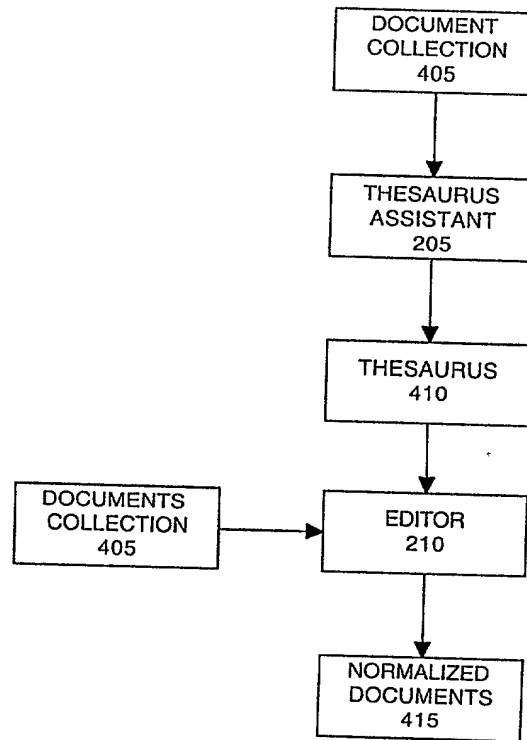 DOCUMENT
COLLECTION
405
THESAURUS
ASSISTANT
205
THESAURUS
410
DOCUMENTS
COLLECTION
405
EDITOR
210
NORMALIZED
DOCUMENTS
415